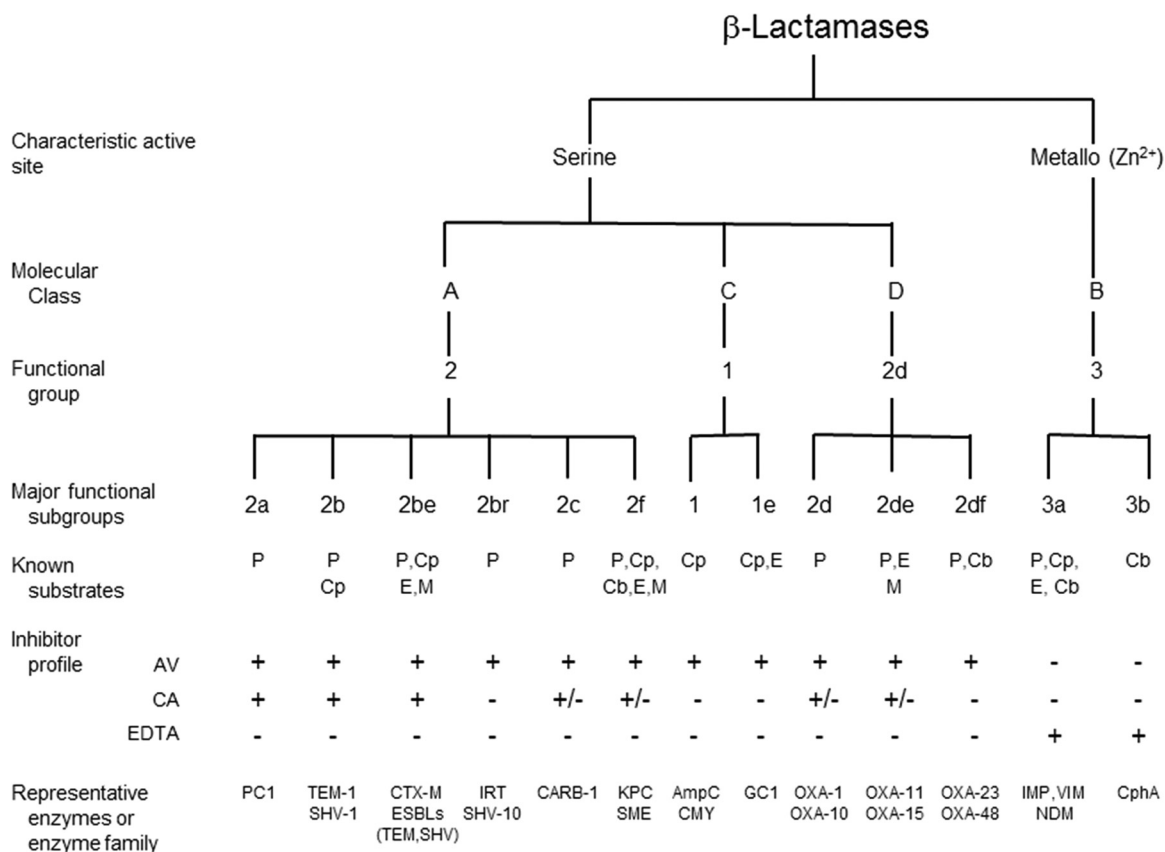 β-Lactamases
Characteristic active
site
Serine
Metallo (Zn²⁺)
Molecular
Class
A C D B
Functional
group
2 1 2d 3
Major functional
subgroups
2a 2b 2be 2br 2c 2f 1 1e 2d 2de 2df 3a 3b
Known
substrates
P P P,Cp P P P,Cp, Cp Cp,E P P,E P,Cb P,Cp, Cb
Cp E,M Cb,E,M M E, Cb
Inhibitor
profile
AV + + + + + + + + + + + - -
CA + + + - +/- +/- - - +/- +/- - - -
EDTA - - - - - - - - - - - + +
Representative
enzymes or
enzyme family
PC1 TEM-1 CTX-M IRT CARB-1 KPC AmpC GC1 OXA-1 OXA-11 OXA-23 IMP,VIM CphA
SHV-1 ESBLs SHV-10 SME CMY OXA-10 OXA-15 OXA-48 NDM
(TEM,SHV)